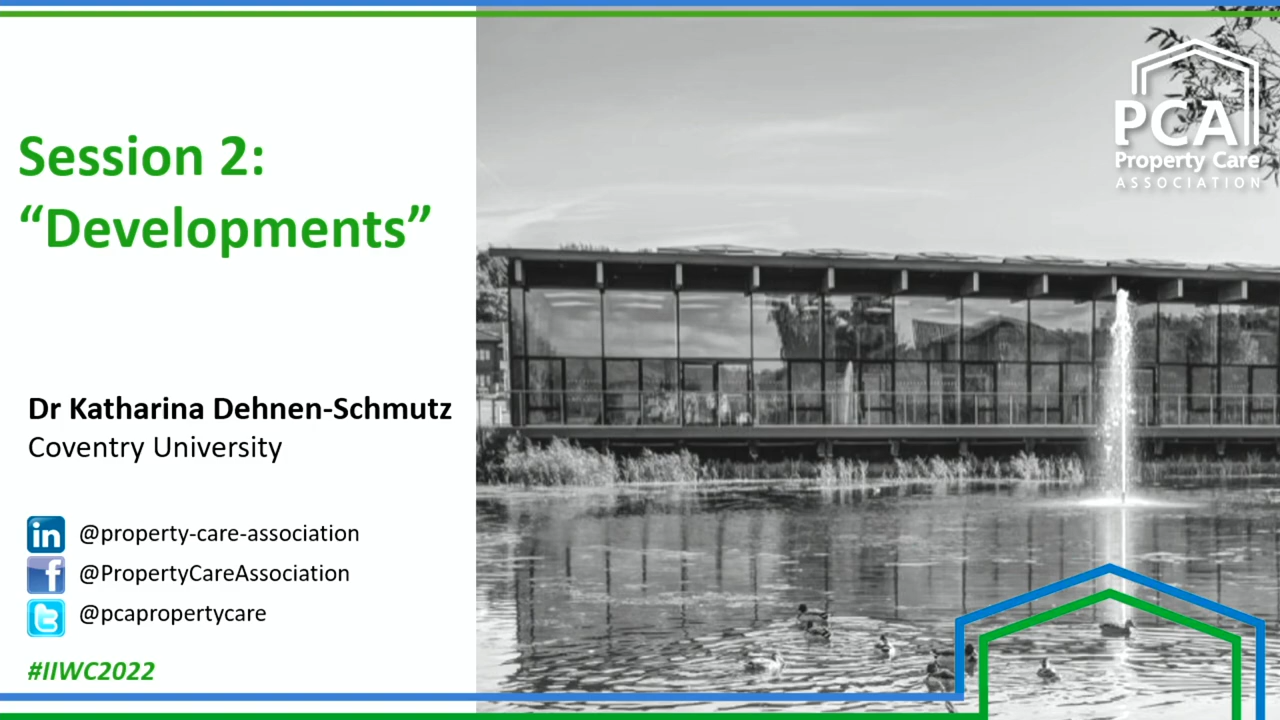 Session 2:
“Developments”
Dr Katharina Dehnen-Schmutz
Coventry University
in @property-care-association
f @PropertyCareAssociation
t @pcapropertycare
#IIWC2022
PCA
Property Care
ASSOCIATION